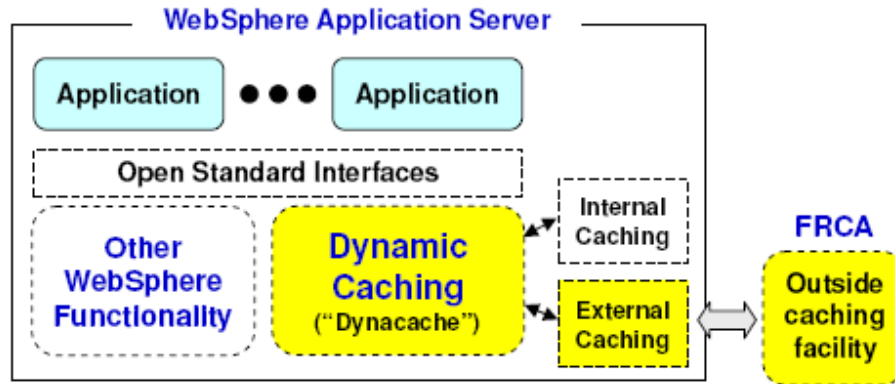 WebSphere Application Server
Application
Application
Open Standard Interfaces
Other
WebSphere
Functionality
Dynamic
Caching
(“Dynacache”)
Internal
Caching
External
Caching
FRCA
Outside
caching
facility